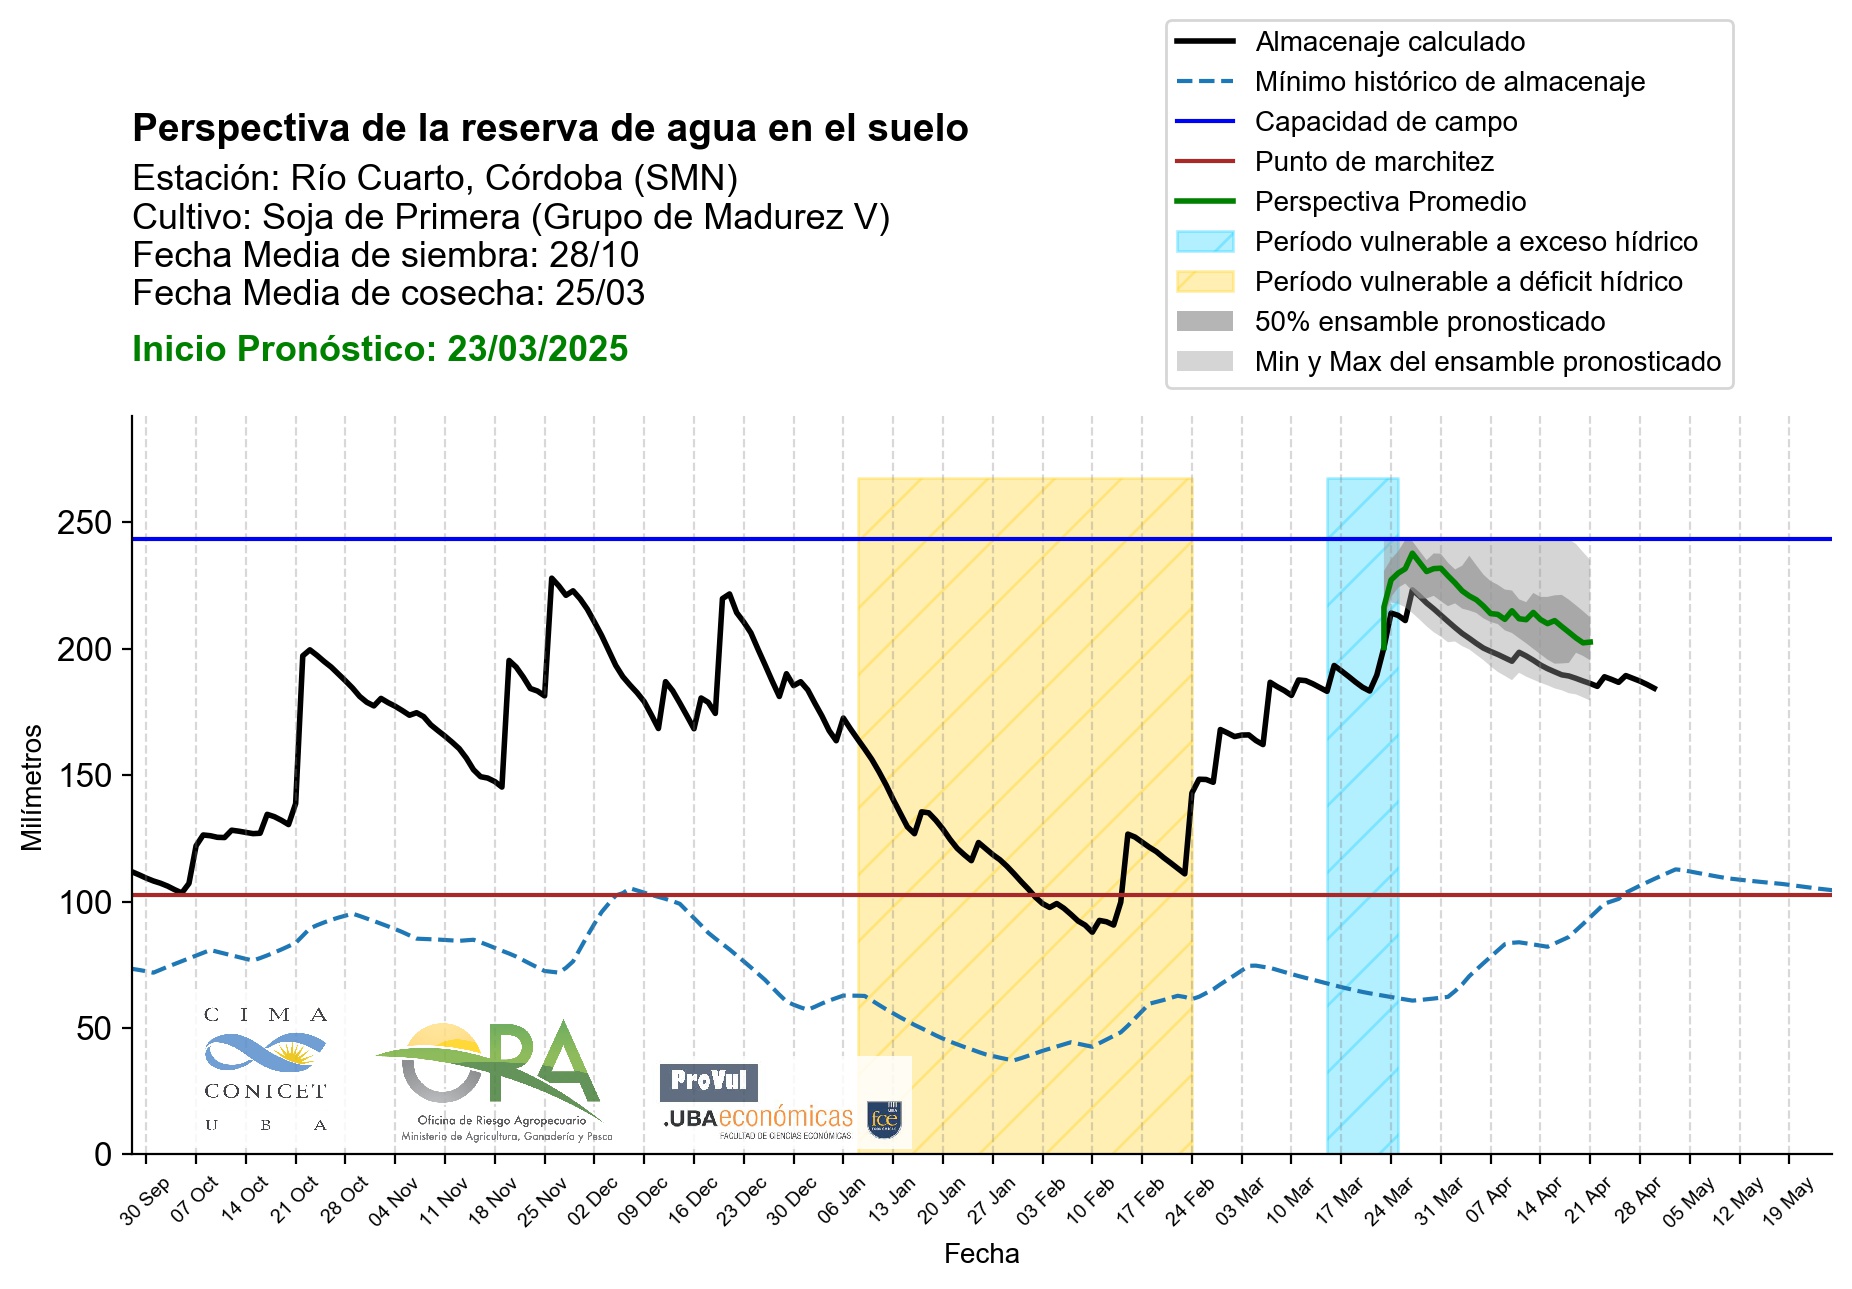 Almacenaje calculado
Mínimo histórico de almacenaje
Capacidad de campo
Punto de marchitez
Perspectiva Promedio
Período vulnerable a exceso hídrico
Período vulnerable a déficit hídrico
50% ensamble pronosticado
Min y Max del ensamble pronosticado
Perspectiva de la reserva de agua en el suelo
Estación: Río Cuarto, Córdoba (SMN)
Cultivo: Soja de Primera (Grupo de Madurez V)
Fecha Media de siembra: 28/10
Fecha Media de cosecha: 25/03
Inicio Pronóstico: 23/03/2025
Milímetros
250
200
150
100
50
0
CIMA
CONICET
UBA
ORA
Oficina de Riesgo Agropecuario
Ministerio de Agricultura, Ganadería y Pesca
ProVul
.UBAeconómicas
FACULTAD DE CIENCIAS ECONÓMICAS
UBA
fce
ECONÓMICAS
30 Sep
07 Oct
14 Oct
21 Oct
28 Oct
04 Nov
11 Nov
18 Nov
25 Nov
02 Dec
09 Dec
16 Dec
23 Dec
30 Dec
06 Jan
13 Jan
20 Jan
27 Jan
03 Feb
10 Feb
17 Feb
24 Feb
03 Mar
10 Mar
17 Mar
24 Mar
31 Mar
07 Apr
14 Apr
21 Apr
28 Apr
05 May
12 May
19 May
Fecha